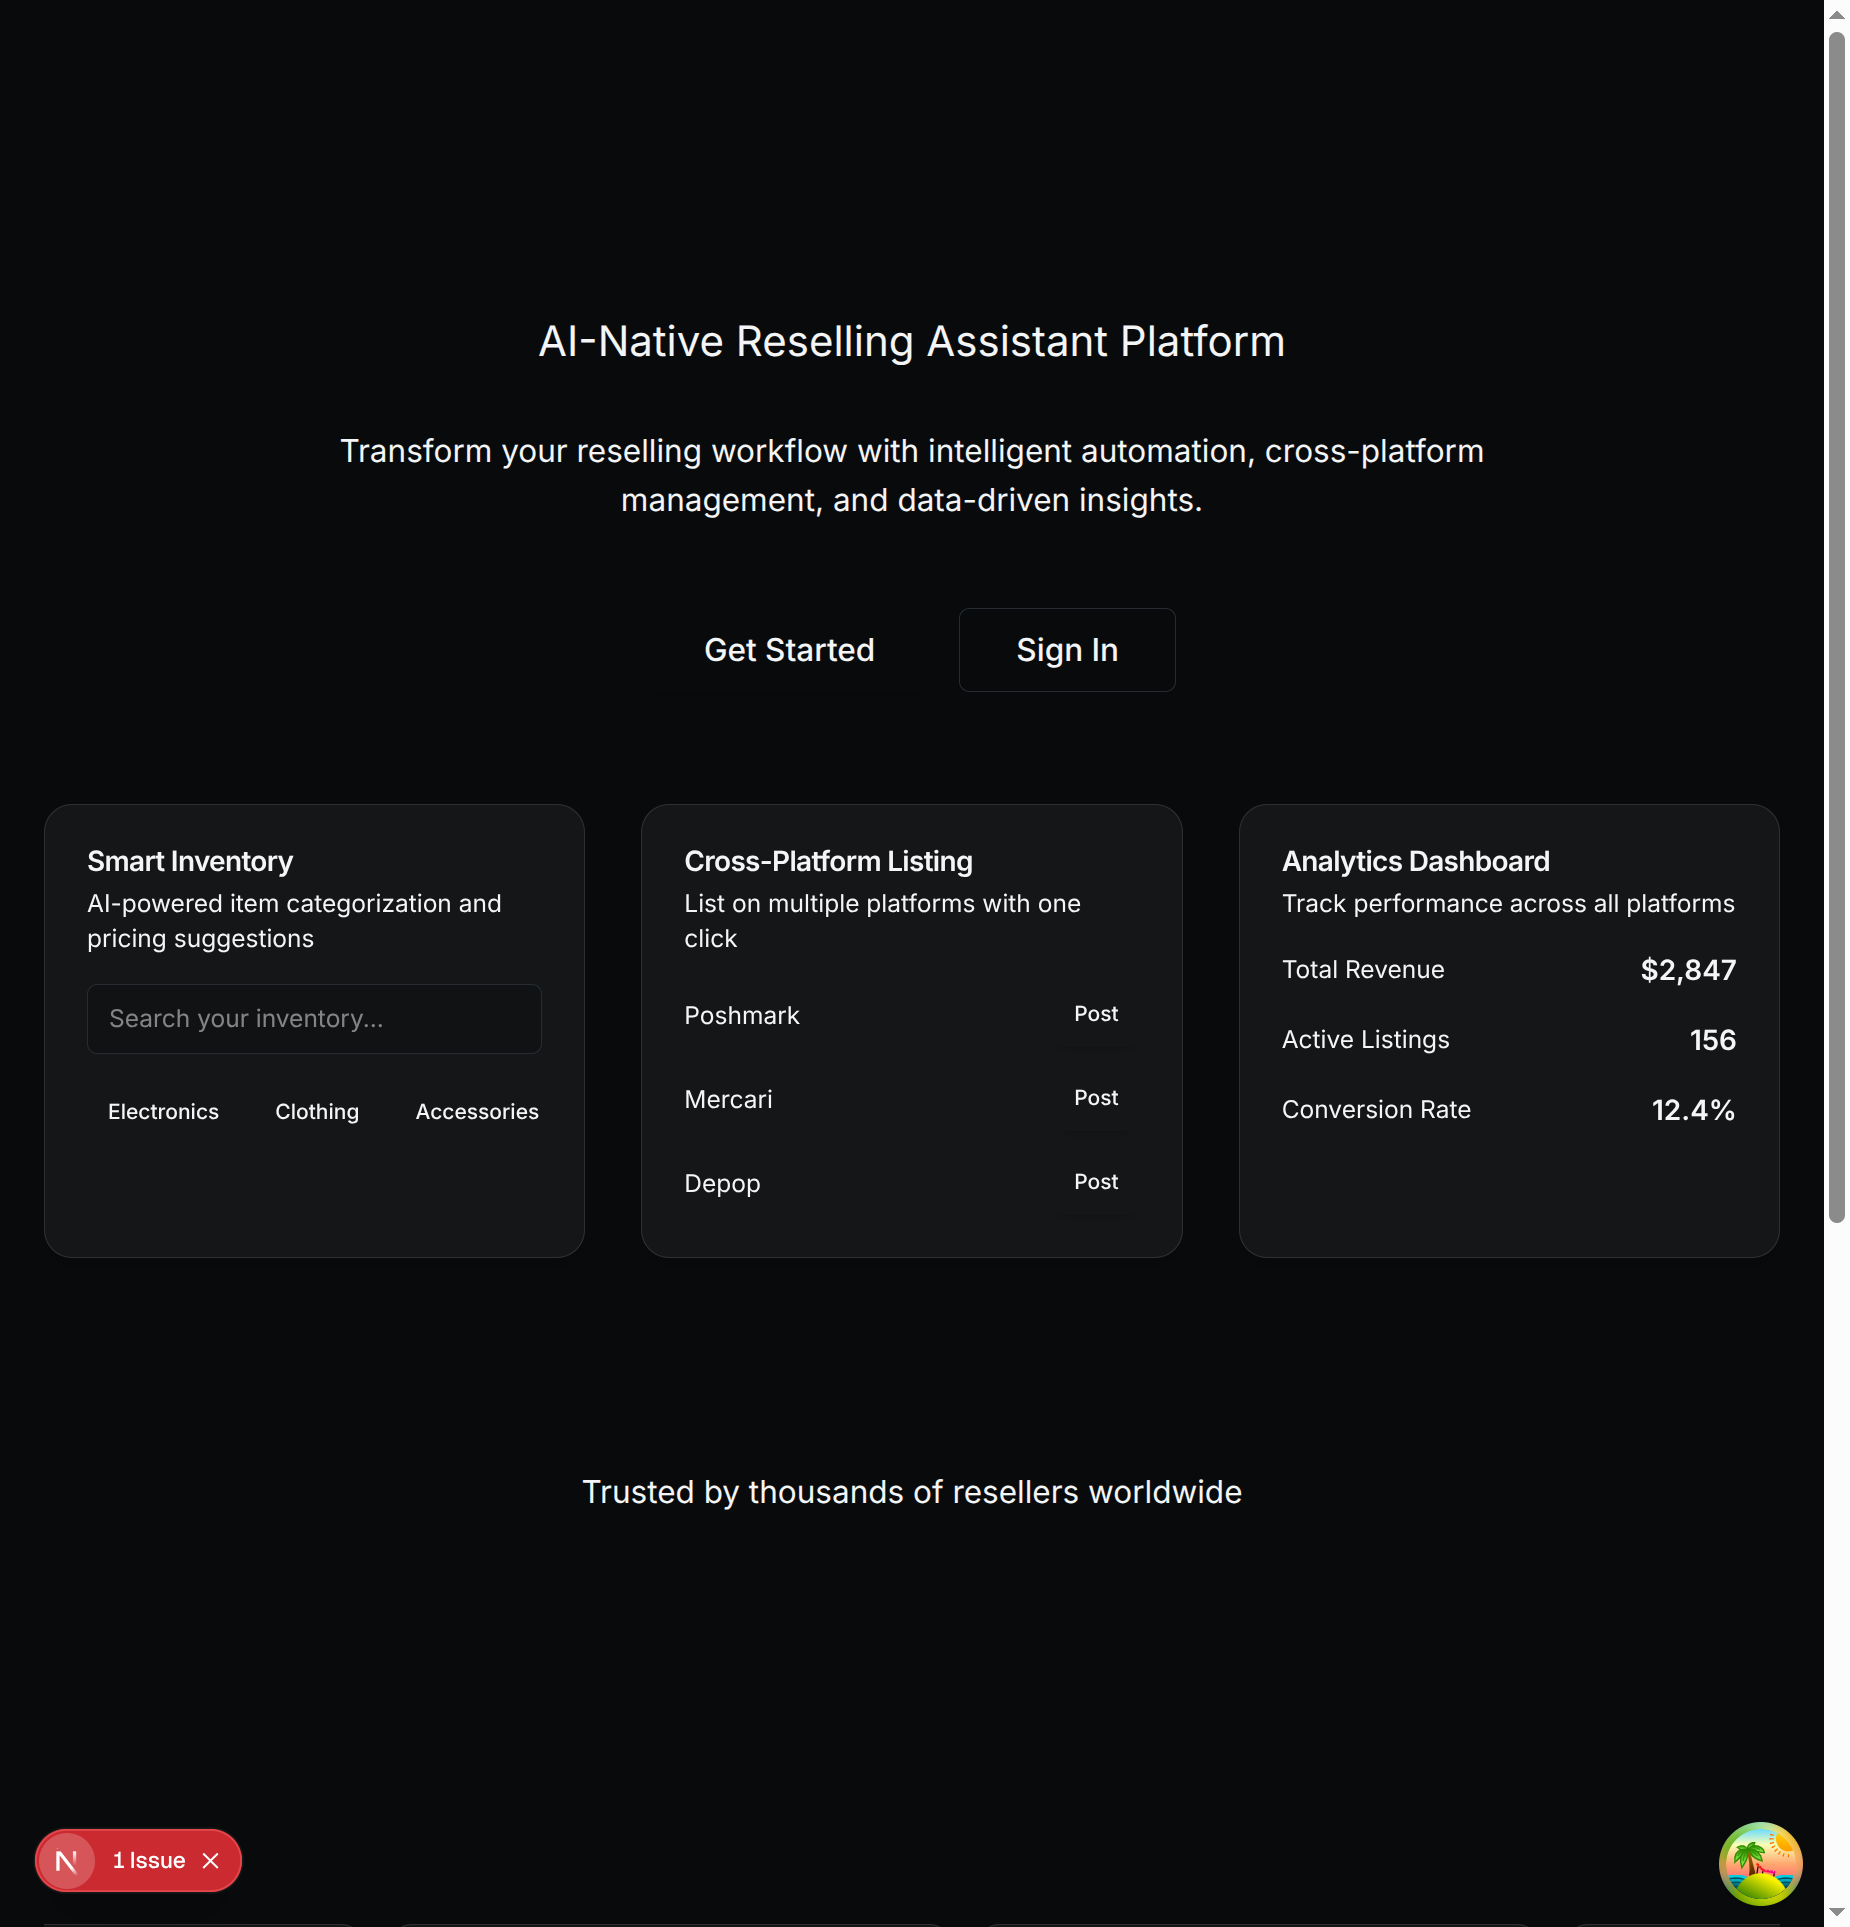 AI-Native Reselling Assistant Platform
Transform your reselling workflow with intelligent automation, cross-platform
management, and data-driven insights.
Get Started
Sign In
Smart Inventory
AI-powered item categorization and
pricing suggestions
Search your inventory...
Electronics
Clothing
Accessories
Cross-Platform Listing
List on multiple platforms with one
click
Poshmark
Post
Mercari
Post
Depop
Post
Analytics Dashboard
Track performance across all platforms
Total Revenue
$2,847
Active Listings
156
Conversion Rate
12.4%
Trusted by thousands of resellers worldwide
N
1 Issue